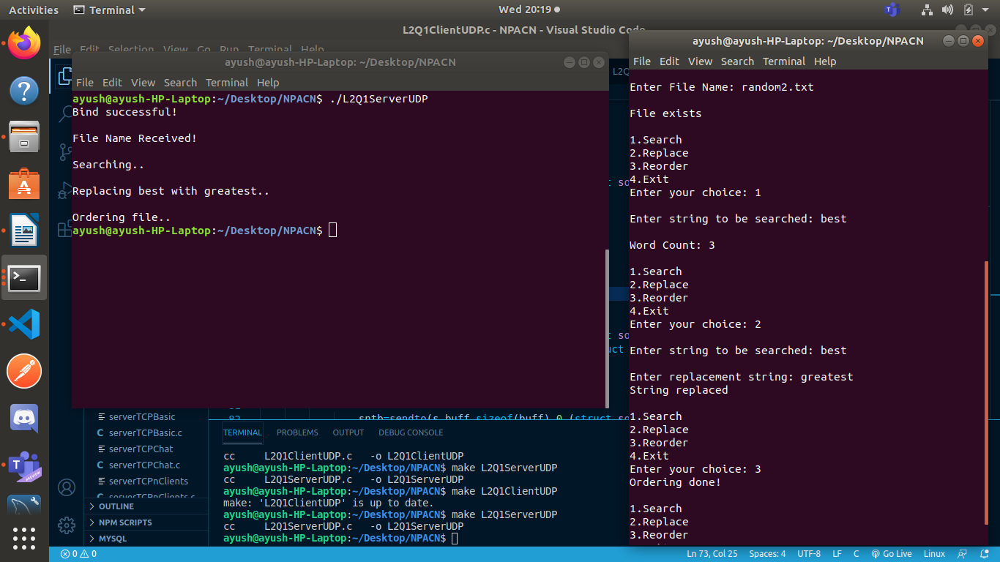 Activities Terminal Wed 20:19
L2Q1ClientUDP.c - NPACN - Visual Studio Code
File Edit Selection View Go Run Terminal Help
ayush@ayush-HP-Laptop: ~/Desktop/NPACN
File Edit View Search Terminal Help
ayush@ayush-HP-Laptop:~/Desktop/NPACN$ ./L2Q1ServerUDP
Bind successful!
File Name Received!
Searching..
Replacing best with greatest..
Ordering file..
ayush@ayush-HP-Laptop:~/Desktop/NPACN$
ayush@ayush-HP-Laptop: ~/Desktop/NPACN
File Edit View Search Terminal Help
Enter File Name: random2.txt
File exists
1.Search
2.Replace
3.Reorder
4.Exit
Enter your choice: 1
Enter string to be searched: best
Word Count: 3
1.Search
2.Replace
3.Reorder
4.Exit
Enter your choice: 2
Enter string to be searched: best
Enter replacement string: greatest
String replaced
1.Search
2.Replace
3.Reorder
4.Exit
Enter your choice: 3
Ordering done!
1.Search
2.Replace
3.Reorder
L2Q1
82 snth=sendto(s,buff,sizeof(buff),0,(struct so
serverTCPBasic
C serverTCPBasic.c
serverTCPChat
C serverTCPChat.c
serverTCPnClients
C serverTCPnClients.c
OUTLINE
NPM SCRIPTS
MYSQL
TERMINAL PROBLEMS OUTPUT DEBUG CONSOLE
cc L2Q1ClientUDP.c -o L2Q1ClientUDP
ayush@ayush-HP-Laptop:~/Desktop/NPACN$ make L2Q1ServerUDP
cc L2Q1ServerUDP.c -o L2Q1ServerUDP
ayush@ayush-HP-Laptop:~/Desktop/NPACN$ make L2Q1ClientUDP
make: 'L2Q1ClientUDP' is up to date.
ayush@ayush-HP-Laptop:~/Desktop/NPACN$ make L2Q1ServerUDP
cc L2Q1ServerUDP.c -o L2Q1ServerUDP
ayush@ayush-HP-Laptop:~/Desktop/NPACN$
0 0 Ln 73, Col 25 Spaces: 4 UTF-8 LF C Go Live Linux